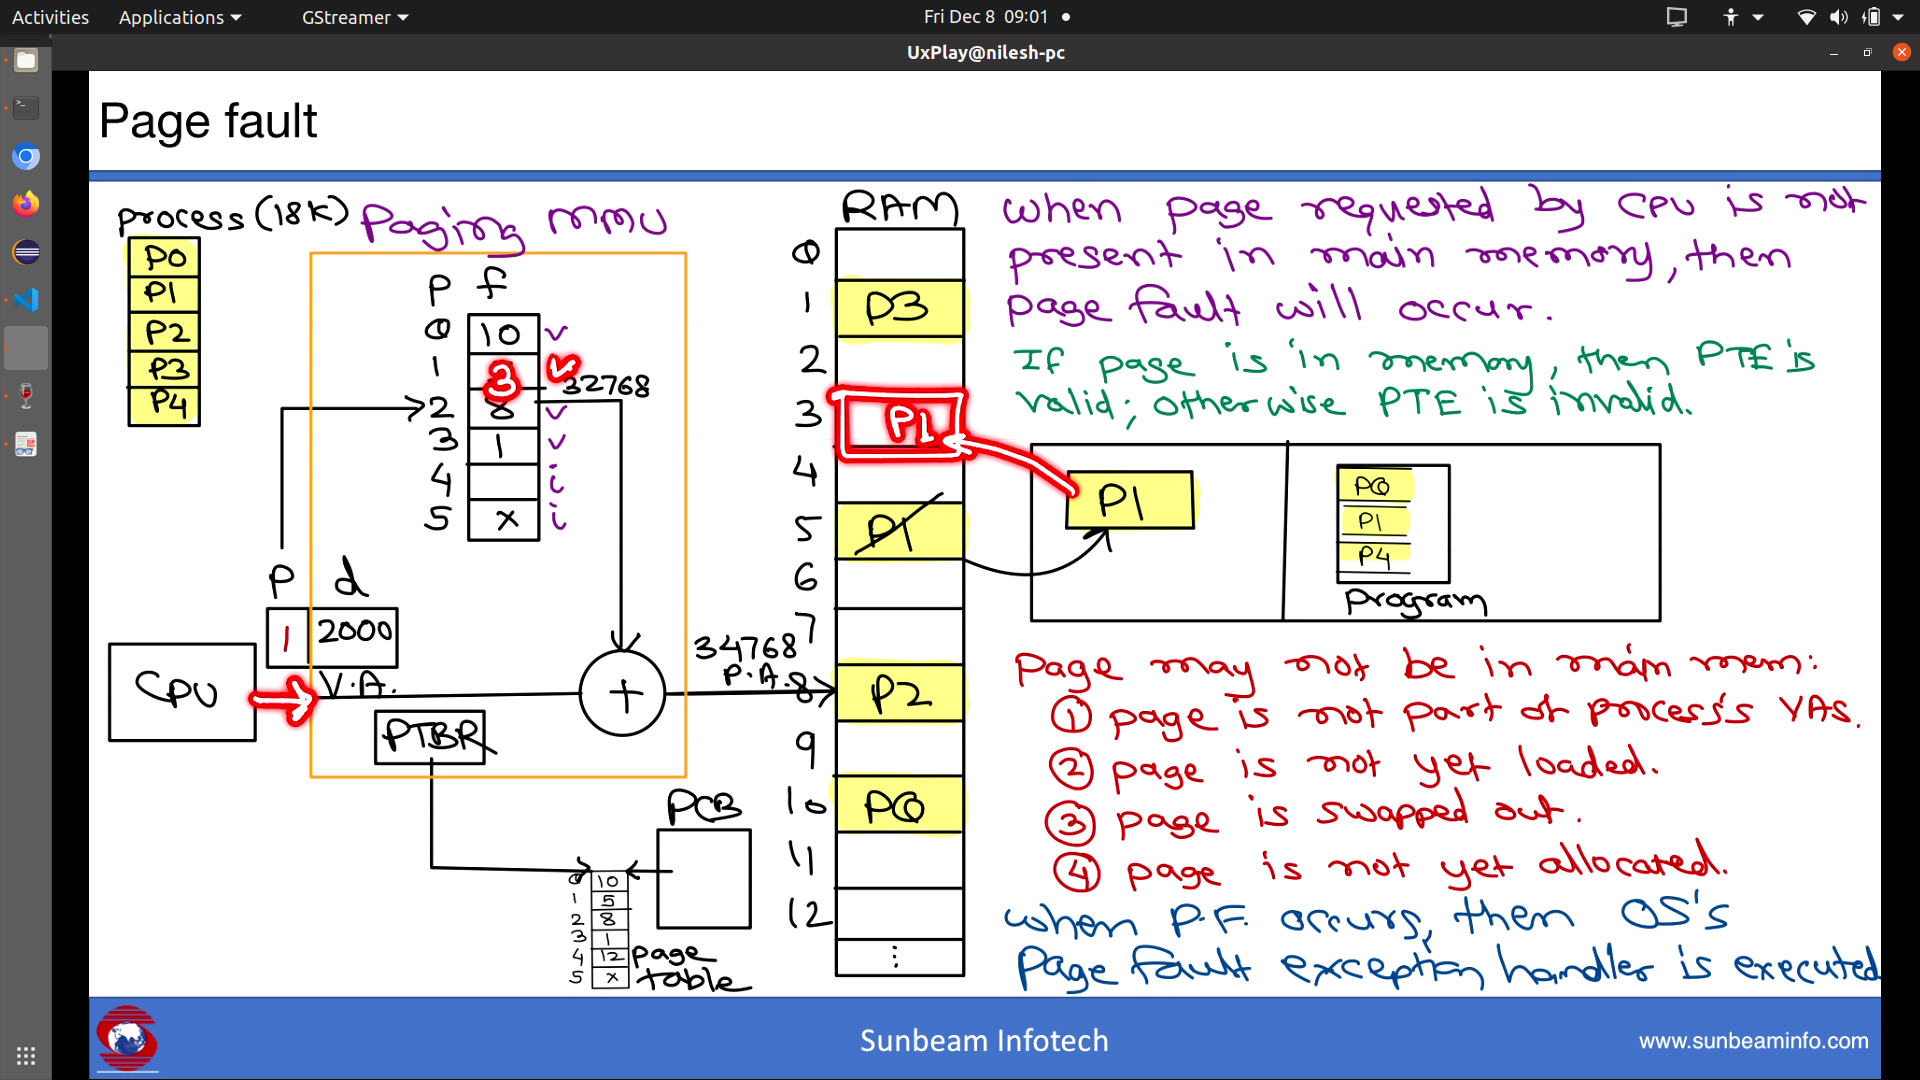 Activities Applications GStreamer Fri Dec 8 09:01
UxPlay@nilesh-pc
Page fault
process (18K)
P0
P1
P2
P3
P4
Paging MMU
P f
0 10 v
1 3 v
32768
2 8 v
3 1 v
4 i
5 x i
P d
1 2000
CPU
V.A.
PTBR
+
34768
P.A.
PCB
0 10
1 5
2 8
3 1
4 12
5 x
page
table
RAM
0
1 D3
2
3 P1
4
5 P1
6
7
8 P2
9
10 P0
11
12
⋮
when page requested by CPU is not
present in main memory, then
page fault will occur.
If page is in memory, then PTE is
valid; otherwise PTE is invalid.
P1
P0
P1
P4
program
Page may not be in main mem:
① page is not part of process's VAS.
② page is not yet loaded.
③ page is swapped out.
④ page is not yet allocated.
when P.F. occurs, then OS's
Page fault exception handler is executed
Sunbeam Infotech
www.sunbeaminfo.com